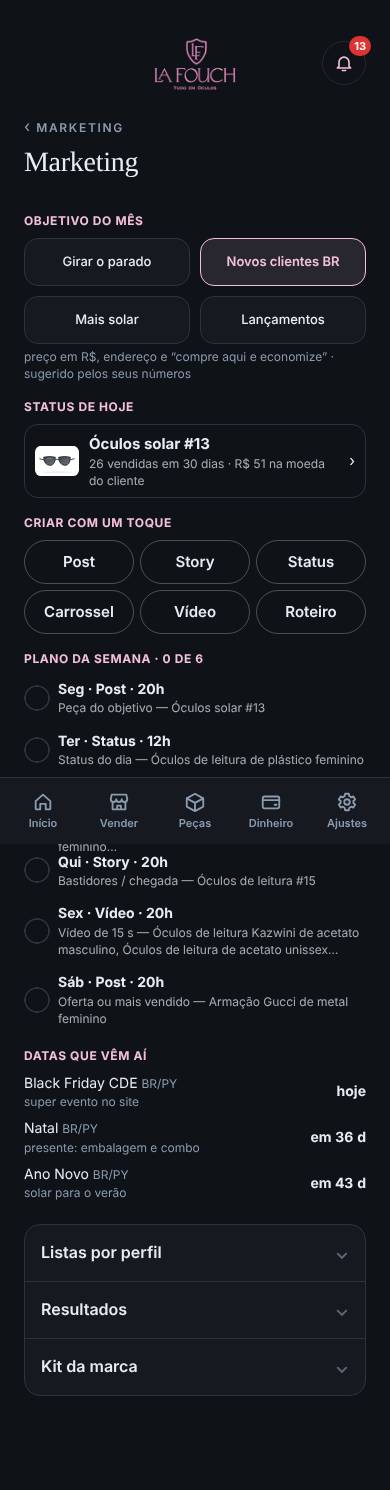 13
LF
LA FOUCH
TUDO EM ÓCULOS
‹ MARKETING
Marketing
OBJETIVO DO MÊS
Girar o parado
Novos clientes BR
Mais solar
Lançamentos
preço em R$, endereço e “compre aqui e economize” ·
sugerido pelos seus números
STATUS DE HOJE
Óculos solar #13
26 vendidas em 30 dias · R$ 51 na moeda
do cliente
›
CRIAR COM UM TOQUE
Post
Story
Status
Carrossel
Vídeo
Roteiro
PLANO DA SEMANA · 0 DE 6
Seg · Post · 20h
Peça do objetivo — Óculos solar #13
Ter · Status · 12h
Status do dia — Óculos de leitura de plástico feminino
Início
Vender
Peças
Dinheiro
Ajustes
feminino...
Qui · Story · 20h
Bastidores / chegada — Óculos de leitura #15
Sex · Vídeo · 20h
Vídeo de 15 s — Óculos de leitura Kazwini de acetato
masculino, Óculos de leitura de acetato unissex...
Sáb · Post · 20h
Oferta ou mais vendido — Armação Gucci de metal
feminino
DATAS QUE VÊM AÍ
Black Friday CDE BR/PY
super evento no site
hoje
Natal BR/PY
presente: embalagem e combo
em 36 d
Ano Novo BR/PY
solar para o verão
em 43 d
Listas por perfil
Resultados
Kit da marca